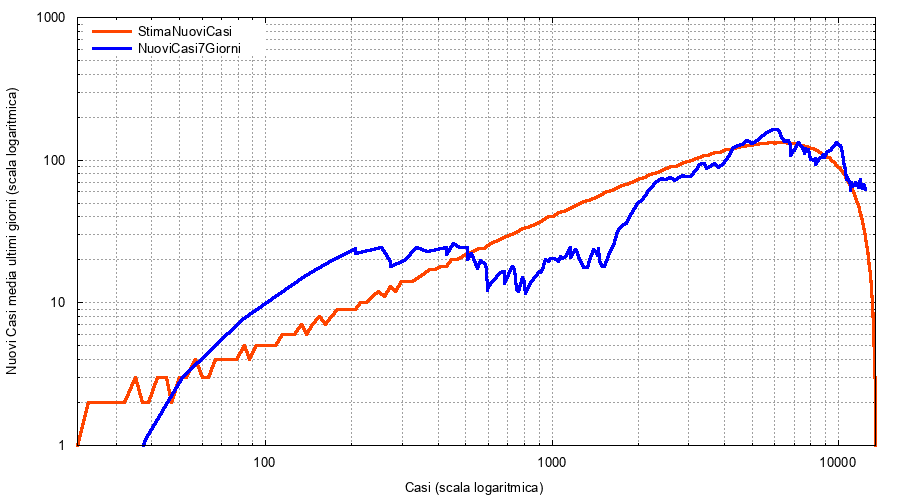 1000
StimaNuoviCasi
NuoviCasi7Giorni
100
10
1
100
1000
10000
Nuovi Casi media ultimi giorni (scala logaritmica)
Casi (scala logaritmica)